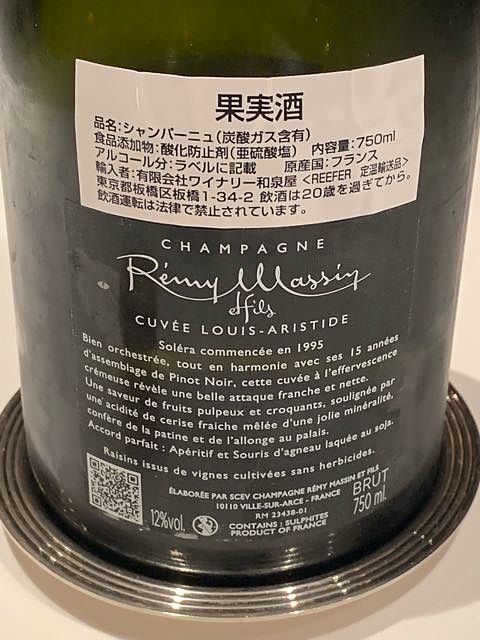 果実酒
品名:シャンパーニュ(炭酸ガス含有)
食品添加物:酸化防止剤(亜硫酸塩) 内容量:750ml
アルコール分:ラベルに記載 原産国:フランス
輸入者:有限会社ワイナリー和泉屋 <REEFER 定温輸送品>
東京都板橋区板橋1-34-2 飲酒は20歳を過ぎてから。
飲酒運転は法律で禁止されています。
CHAMPAGNE
Rémy Massin
et fils
CUVÉE LOUIS-ARISTIDE
Soléra commencée en 1995
Bien orchestrée, tout en harmonie avec ses 15 années
d'assemblage de Pinot Noir, cette cuvée à l'effervescence
crémeuse révèle une belle attaque franche et nette.
Une saveur de fruits pulpeux et croquants, soulignée par
une acidité de cerise fraiche mêlée d'une jolie minéralité,
confère de la patine et de l'allonge au palais.
Accord parfait : Apéritif et Souris d'agneau laquée au soja.
Raisins issus de vignes cultivées sans herbicides.
ÉLABORÉE PAR SCEV CHAMPAGNE RÉMY MASSIN ET FILS
10110 VILLE-SUR-ARCE - FRANCE
RM 23438-01
12%vol.
CONTAINS : SULPHITES
PRODUCT OF FRANCE
BRUT
750 ml